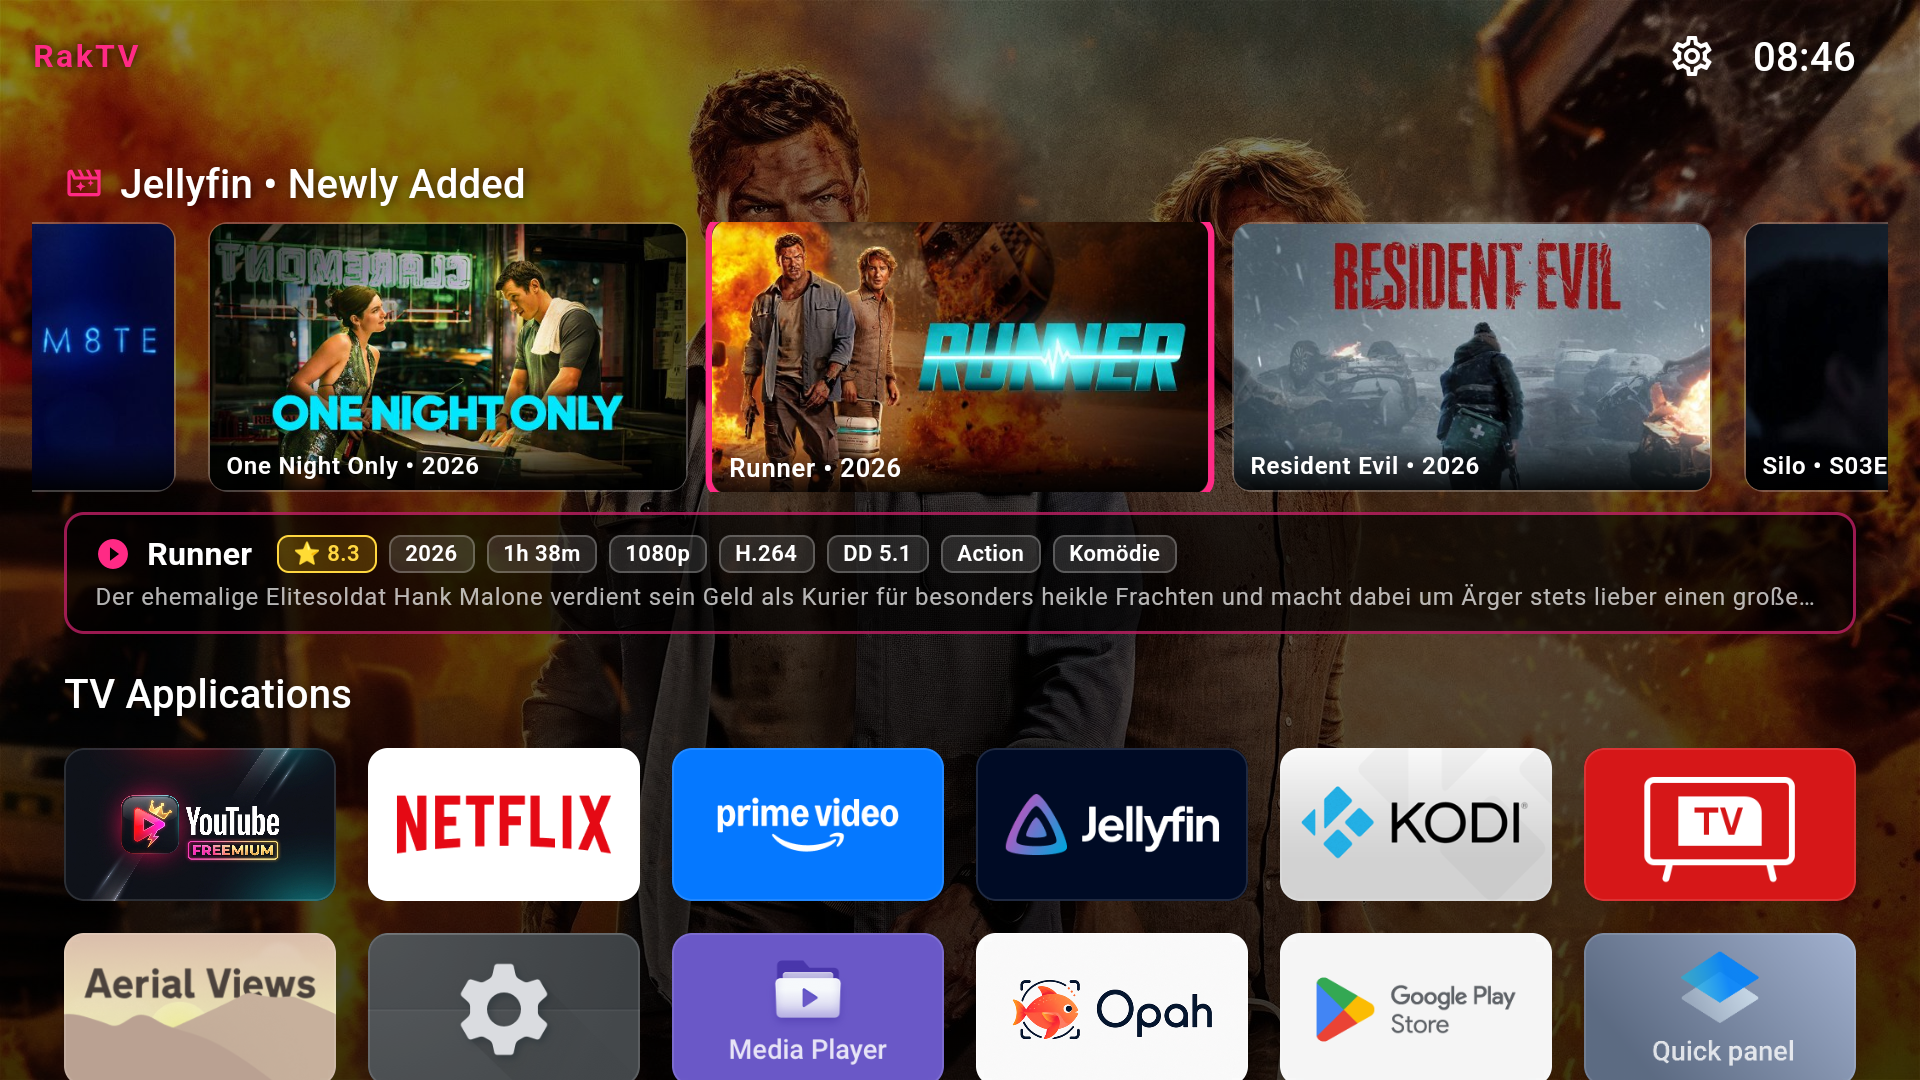 RakTV
08:46
Jellyfin • Newly Added
M8TE
CLAREMONT
ONE NIGHT ONLY
One Night Only • 2026
RUNNER
Runner • 2026
RESIDENT EVIL
Resident Evil • 2026
Silo • S03E
Runner
8.3
2026
1h 38m
1080p
H.264
DD 5.1
Action
Komödie
Der ehemalige Elitesoldat Hank Malone verdient sein Geld als Kurier für besonders heikle Frachten und macht dabei um Ärger stets lieber einen große…
TV Applications
YouTube
FREEMIUM
NETFLIX
prime video
Jellyfin
KODI
TV
Aerial Views
Media Player
Opah
Google Play
Store
Quick panel